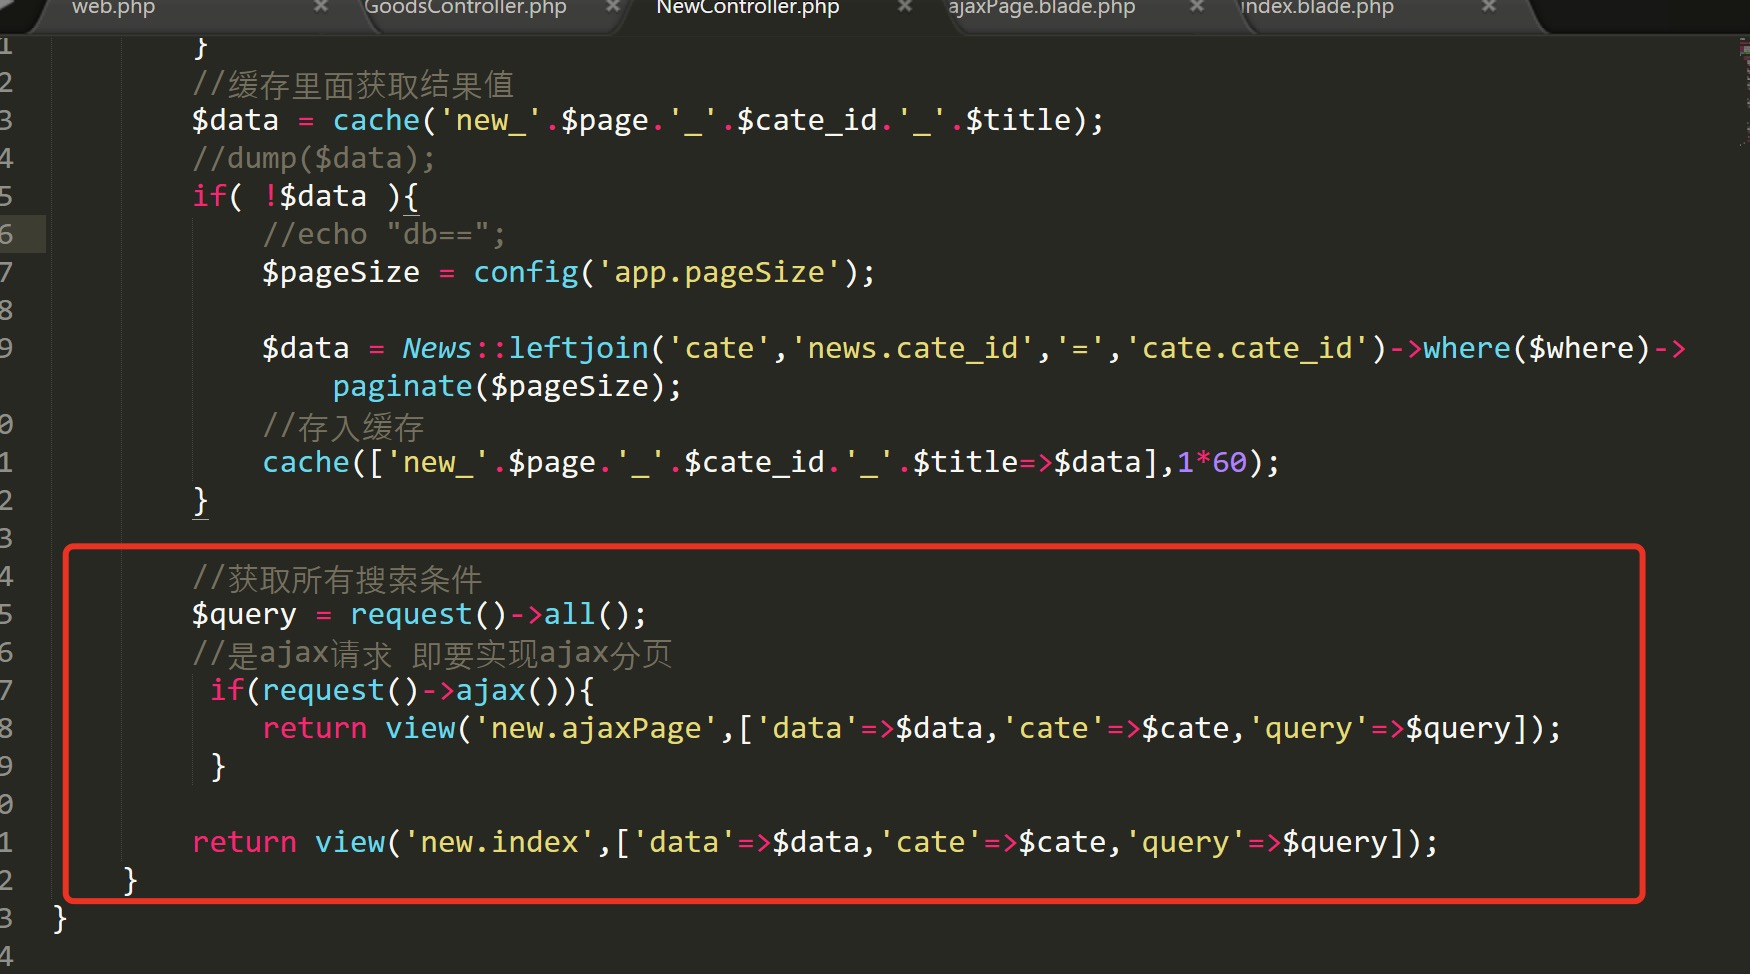 web.php × GoodsController.php × NewController.php × ajaxPage.blade.php × index.blade.php ×
1 }
2 //缓存里面获取结果值
3 $data = cache('new_'.$page.'_'.$cate_id.'_'.$title);
4 //dump($data);
5 if( !$data ){
6 //echo "db==";
7 $pageSize = config('app.pageSize');
8
9 $data = News::leftjoin('cate','news.cate_id','=','cate.cate_id')->where($where)->
paginate($pageSize);
0 //存入缓存
1 cache(['new_'.$page.'_'.$cate_id.'_'.$title=>$data],1*60);
2 }
3
4 //获取所有搜索条件
5 $query = request()->all();
6 //是ajax请求 即要实现ajax分页
7 if(request()->ajax()){
8 return view('new.ajaxPage',['data'=>$data,'cate'=>$cate,'query'=>$query]);
9 }
0
1 return view('new.index',['data'=>$data,'cate'=>$cate,'query'=>$query]);
2 }
3 }
4